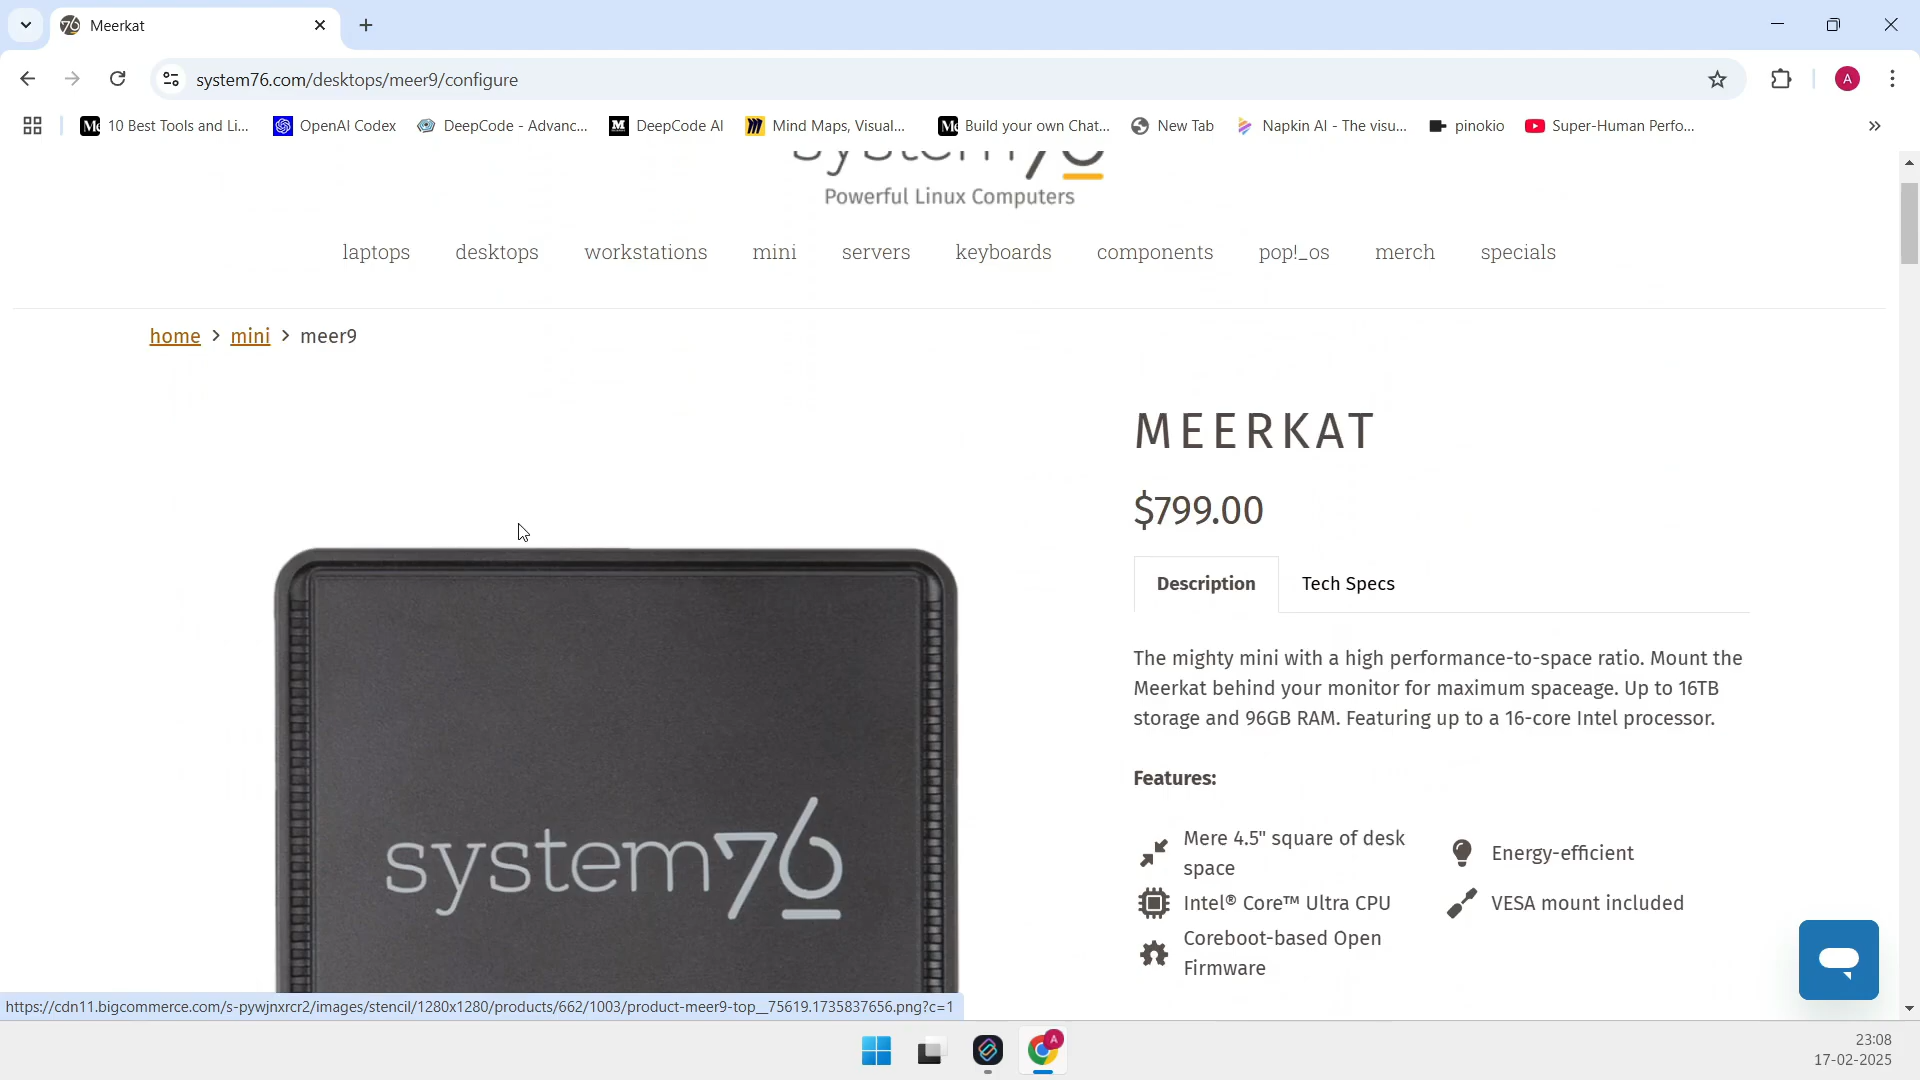 Meerkat
system76.com/desktops/meer9/configure
A
10 Best Tools and Li...
OpenAI Codex
DeepCode - Advanc...
DeepCode AI
Mind Maps, Visual...
Build your own Chat...
New Tab
Napkin AI - The visu...
pinokio
Super-Human Perfo...
system76
Powerful Linux Computers
laptops desktops workstations mini servers keyboards components pop!_os merch specials
home > mini > meer9
MEERKAT
$799.00
Description Tech Specs
The mighty mini with a high performance-to-space ratio. Mount the
Meerkat behind your monitor for maximum spaceage. Up to 16TB
storage and 96GB RAM. Featuring up to a 16-core Intel processor.
Features:
Mere 4.5" square of desk
space
Energy-efficient
Intel® Core™ Ultra CPU
VESA mount included
Coreboot-based Open
Firmware
system76
https://cdn11.bigcommerce.com/s-pywjnxrcr2/images/stencil/1280x1280/products/662/1003/product-meer9-top__75619.1735837656.png?c=1
23:08
17-02-2025